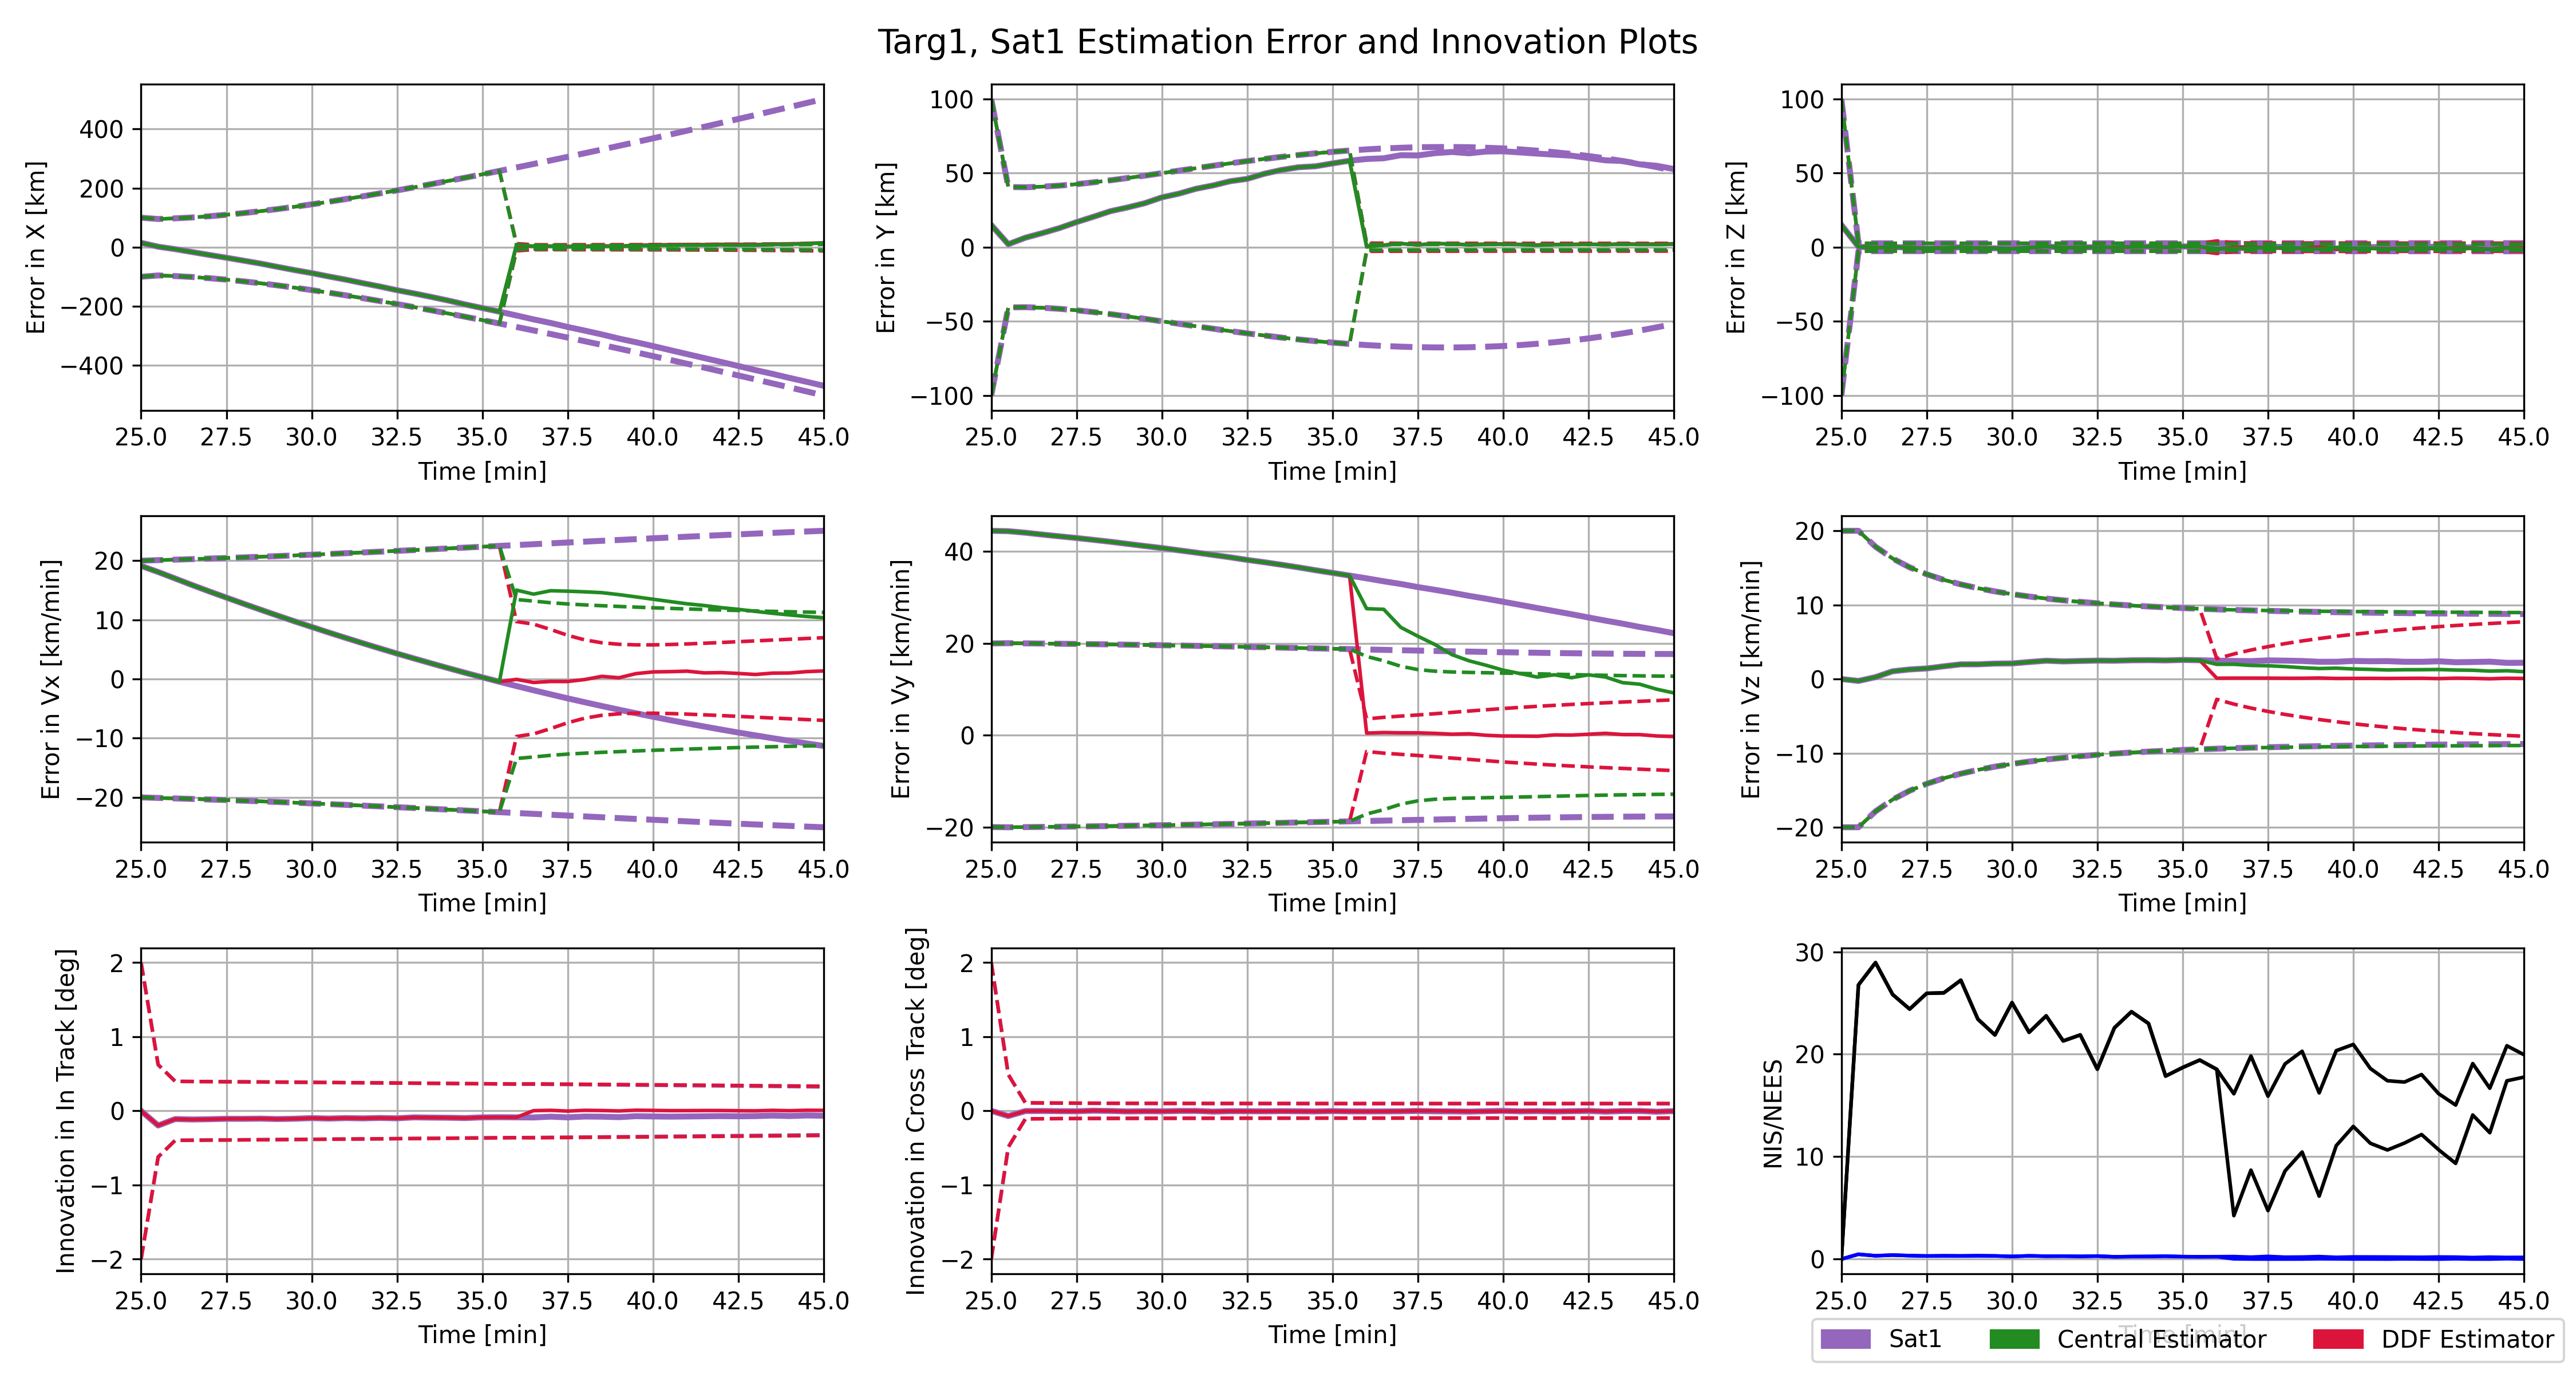 Targ1, Sat1 Estimation Error and Innovation Plots
Error in X [km]
400
200
0
−200
−400
25.0 27.5 30.0 32.5 35.0 37.5 40.0 42.5 45.0
Time [min]
Error in Y [km]
100
50
0
−50
−100
25.0 27.5 30.0 32.5 35.0 37.5 40.0 42.5 45.0
Time [min]
Error in Z [km]
100
50
0
−50
−100
25.0 27.5 30.0 32.5 35.0 37.5 40.0 42.5 45.0
Time [min]
Error in Vx [km/min]
20
10
0
−10
−20
25.0 27.5 30.0 32.5 35.0 37.5 40.0 42.5 45.0
Time [min]
Error in Vy [km/min]
40
20
0
−20
25.0 27.5 30.0 32.5 35.0 37.5 40.0 42.5 45.0
Time [min]
Error in Vz [km/min]
20
10
0
−10
−20
25.0 27.5 30.0 32.5 35.0 37.5 40.0 42.5 45.0
Time [min]
Innovation in In Track [deg]
2
1
0
−1
−2
25.0 27.5 30.0 32.5 35.0 37.5 40.0 42.5 45.0
Time [min]
Innovation in Cross Track [deg]
2
1
0
−1
−2
25.0 27.5 30.0 32.5 35.0 37.5 40.0 42.5 45.0
Time [min]
NIS/NEES
30
20
10
0
25.0 27.5 30.0 32.5 35.0 37.5 40.0 42.5 45.0
Time [min]
Sat1 Central Estimator DDF Estimator